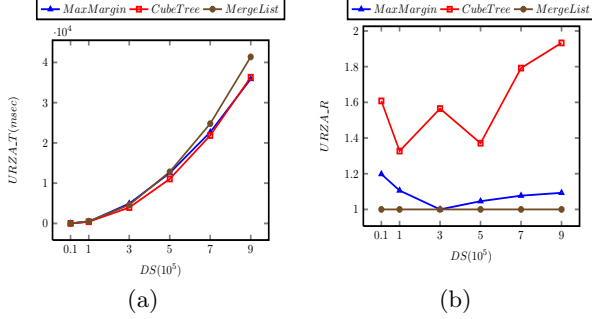 MaxMargin CubeTree MergeList
·10^4
4
3
2
1
0
URZA_T(msec)
0.1 1 3 5 7 9
DS(10^5)
(a)
MaxMargin CubeTree MergeList
2
1.8
1.6
1.4
1.2
1
URZA_R
0.1 1 3 5 7 9
DS(10^5)
(b)